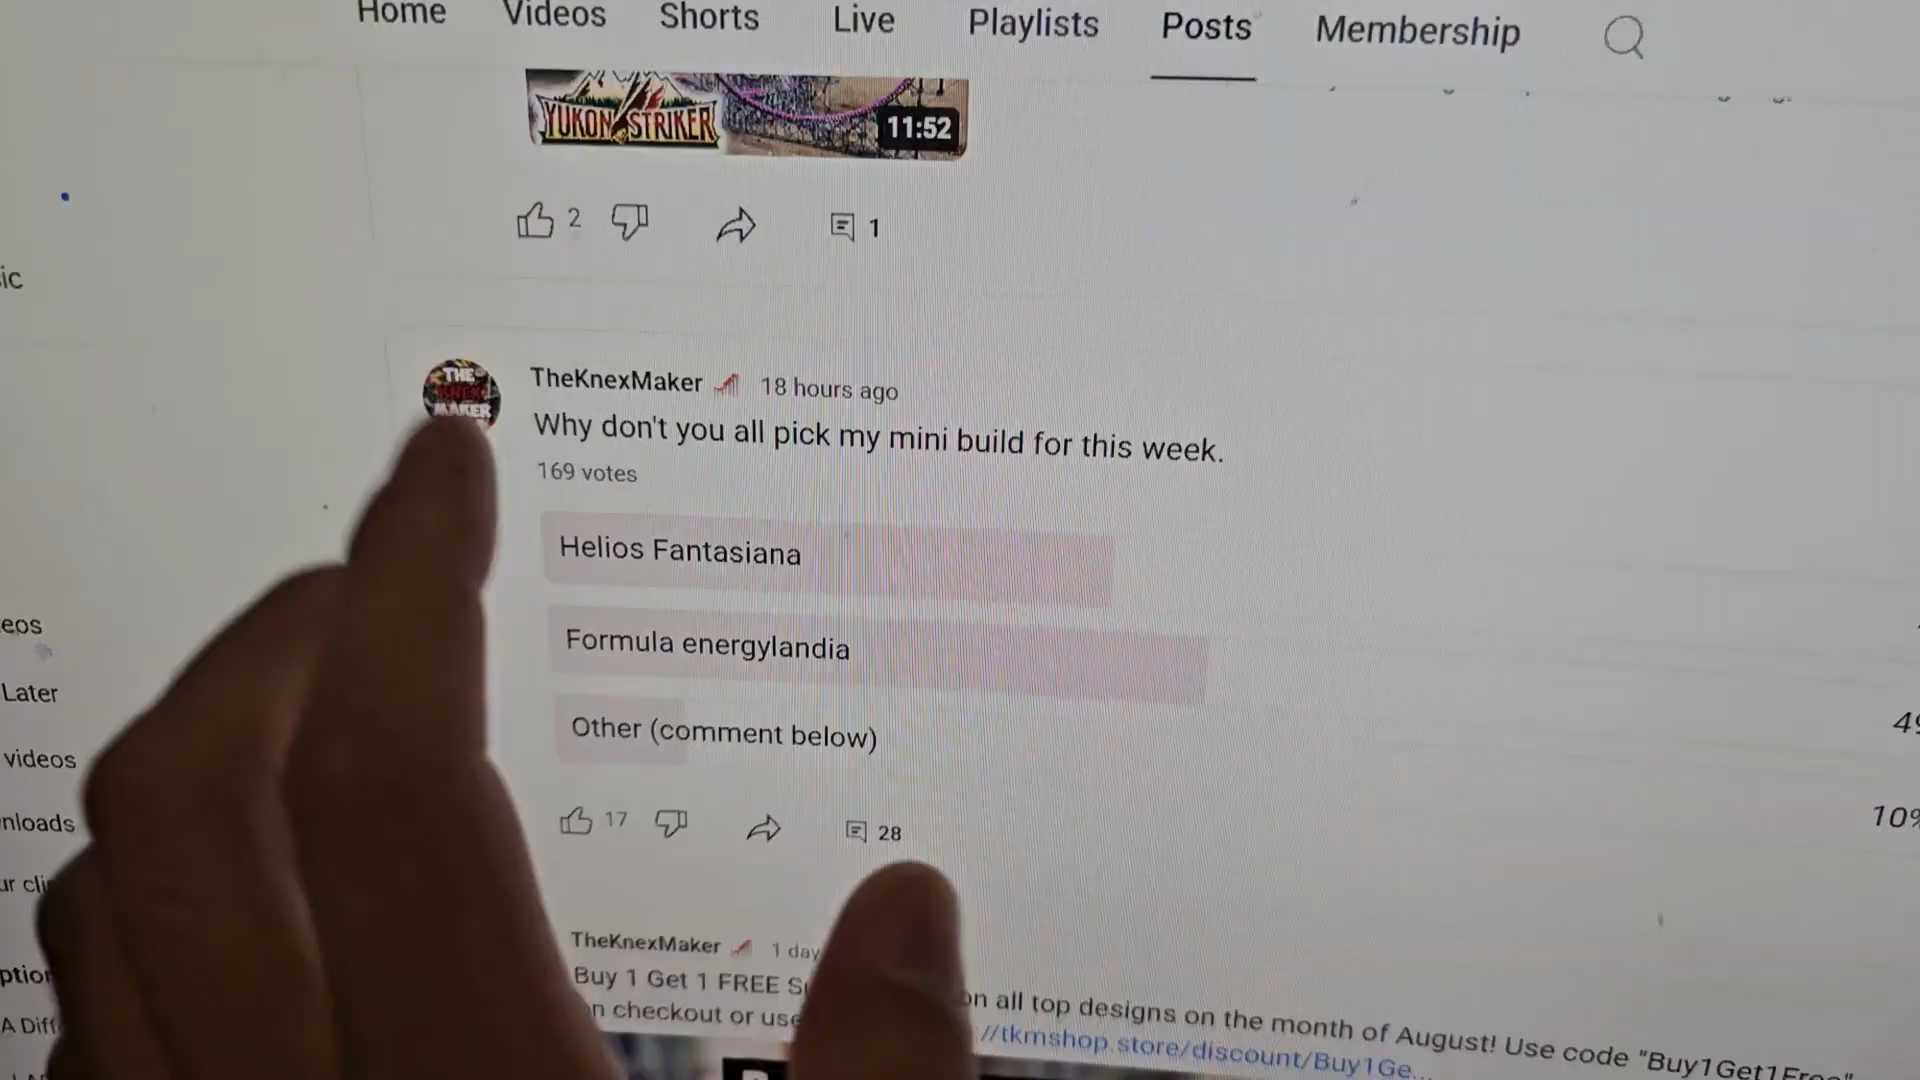 Home Videos Shorts Live Playlists Posts Membership
YUKON STRIKER
11:52
2 1
ic
THE KNEX MAKER
TheKnexMaker 18 hours ago
Why don't you all pick my mini build for this week.
169 votes
Helios Fantasiana
eos
Formula energylandia
Later
4
Other (comment below)
videos
10%
nloads
17 28
ur cli
TheKnexMaker 1 day
ption
Buy 1 Get 1 FREE on all top designs on the month of August! Use code "Buy1Get1Free"
A Diff
n checkout or use //tkmshop.store/discount/Buy1Ge...